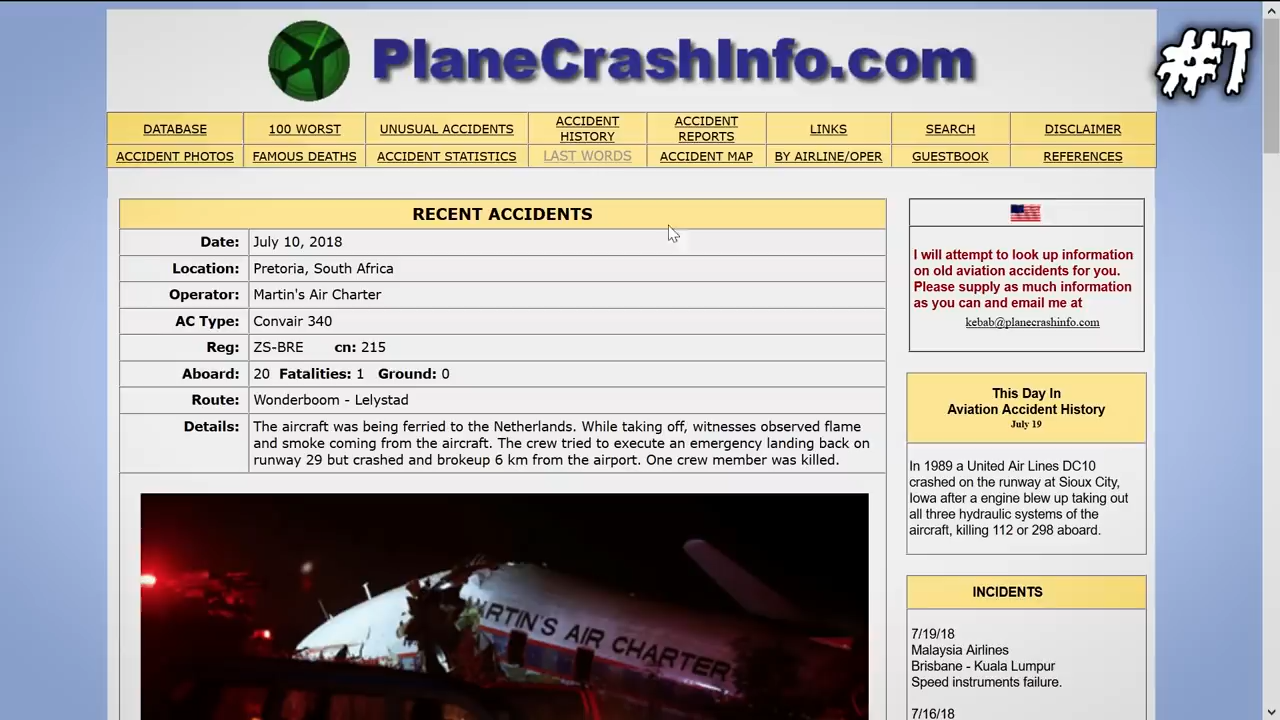 PlaneCrashInfo.com
#7
DATABASE
100 WORST
UNUSUAL ACCIDENTS
ACCIDENT
HISTORY
ACCIDENT
REPORTS
LINKS
SEARCH
DISCLAIMER
ACCIDENT PHOTOS
FAMOUS DEATHS
ACCIDENT STATISTICS
LAST WORDS
ACCIDENT MAP
BY AIRLINE/OPER
GUESTBOOK
REFERENCES
RECENT ACCIDENTS
Date: July 10, 2018
Location: Pretoria, South Africa
Operator: Martin's Air Charter
AC Type: Convair 340
Reg: ZS-BRE cn: 215
Aboard: 20 Fatalities: 1 Ground: 0
Route: Wonderboom - Lelystad
Details: The aircraft was being ferried to the Netherlands. While taking off, witnesses observed flame
and smoke coming from the aircraft. The crew tried to execute an emergency landing back on
runway 29 but crashed and brokeup 6 km from the airport. One crew member was killed.
MARTIN'S AIR CHARTER
I will attempt to look up information
on old aviation accidents for you.
Please supply as much information
as you can and email me at
kebab@planecrashinfo.com
This Day In
Aviation Accident History
July 19
In 1989 a United Air Lines DC10
crashed on the runway at Sioux City,
Iowa after a engine blew up taking out
all three hydraulic systems of the
aircraft, killing 112 or 298 aboard.
INCIDENTS
7/19/18
Malaysia Airlines
Brisbane - Kuala Lumpur
Speed instruments failure.
7/16/18